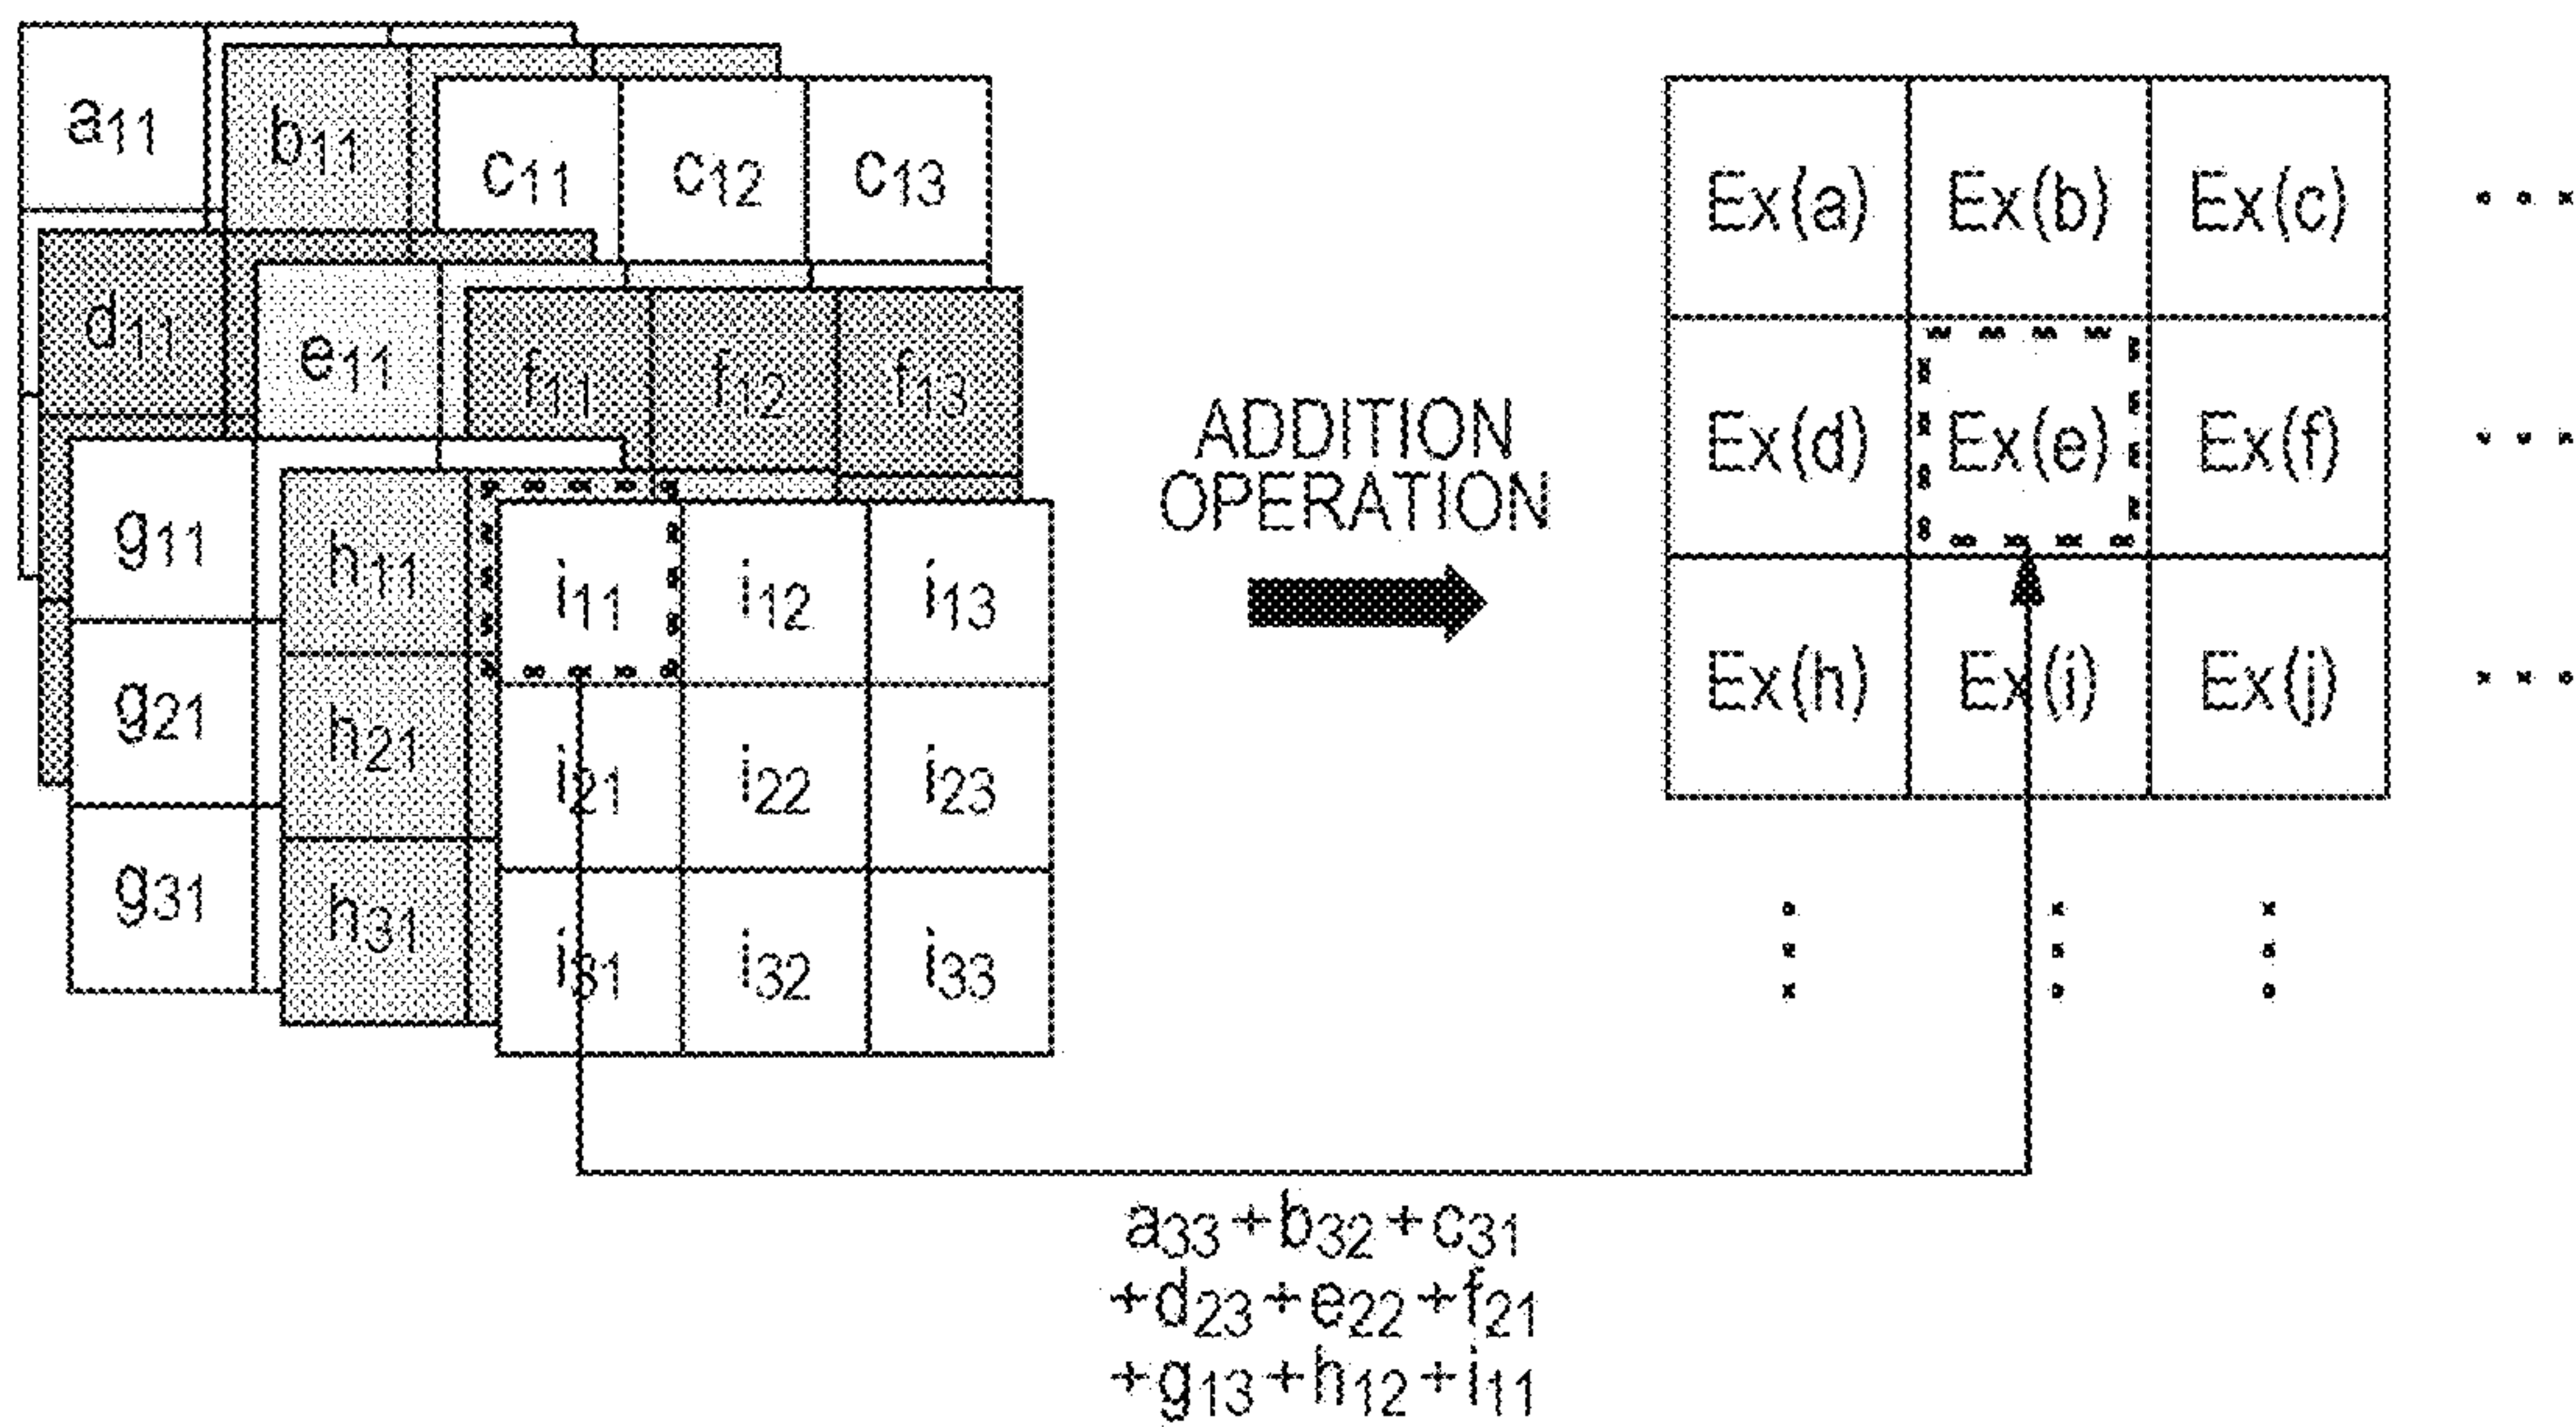 a11 b11 c11 c12 c13
d11 e11 f11 f12 f13
g11 h11 i11 i12 i13
g21 h21 i21 i22 i23
g31 h31 i31 i32 i33
ADDITION
OPERATION
Ex(a) Ex(b) Ex(c)
Ex(d) Ex(e) Ex(f)
Ex(h) Ex(i) Ex(j)
a33+b32+c31
+d23+e22+f21
+g13+h12+i11